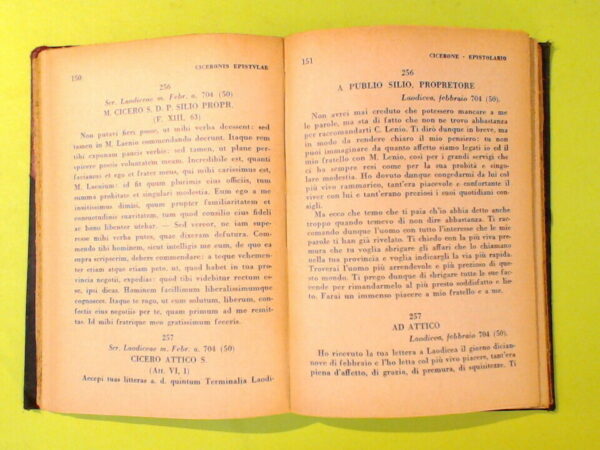 150
CICERONIS EPISTVLAE
256
Scr. Laodiceae m. Febr. a. 704 (50)
M. CICERO S. D. P. SILIO PROPR.
(F. XIII, 63)
Non putavi fieri posse, ut mihi verba deessent: sed
tamen in M. Laenio commendando desunt. Itaque rem
tibi exponam paucis verbis: sed tamen, ut plane per-
spicere possis voluntatem meam. Incredibile est, quanti
faciamus et ego et frater meus, qui mihi carissimus est,
M. Laenium: id fit quum plurimis eius officiis, tum
summa probitate et singulari modestia. Eum ego a me
invitissimus dimisi, quum propter familiaritatem et
consuetudinis suavitatem, tum quod consilio eius fideli
ac bono libenter utebar. — Sed vereor, ne iam super-
esse mihi verba putes, quae dixeram defutura. Com-
mendo tibi hominem, sicut intelligis me eum, de quo ea
supra scripserim, debere commendare: a teque vehemen-
ter etiam atque etiam peto, ut, quod habet in tua pro-
vincia negotii, expedias: quod tibi videbitur rectum es-
se, ipsi dicas. Hominem facillimum liberalissimumque
cognosces. Itaque te rogo, ut eum solutum, liberum, con-
fectis eius negotiis per te, quam primum ad me remit-
tas. Id mihi fratrique meo gratissimum feceris.
257
Scr. Laodiceae m. Febr. a. 704 (50)
CICERO ATTICO S.
(Att. VI, 1)
Accepi tuas litteras a. d. quintum Terminalia Laodi-
151
CICERONE - EPISTOLARIO
256
A PUBLIO SILIO, PROPRETORE
Laodicea, febbraio 704 (50).
Non avrei mai creduto che potessero mancare a me
le parole, ma sta di fatto che non ne trovo abbastanza
per raccomandarti C. Lenio. Ti dirò dunque in breve, ma
in modo da rendere chiaro il mio pensiero: tu non
puoi immaginare da quanto affetto siamo legati io ed il
mio fratello con M. Lenio, così per i grandi servigi che
ci ha sempre resi come per la sua probità e singo-
lare modestia. Ho dovuto dunque congedarmi da lui col
più vivo rammarico, tant'era piacevole e confortante il
viver con lui e tant'erano preziosi i suoi quotidiani con-
sigli.
Ma ecco che temo che ti paia ch'io abbia detto anche
troppo quando temevo di non dire abbastanza. Ti rac-
comando dunque l'uomo con tutto l'interesse che le mie
parole ti han già rivelato. Ti chiedo con la più viva pre-
mura che tu voglia sbrigare gli affari che lo chiamano
nella tua provincia e voglia indicargli la via più rapida.
Troverai l'uomo più arrendevole e più prezioso di que-
sto mondo. Ti prego dunque di sbrigare tutte le sue fac-
cende per rimandarmelo al più presto soddisfatto e lie-
to. Farai un immenso piacere a mio fratello e a me.
257
AD ATTICO
Laodicea, febbraio 704 (50).
Ho ricevuto la tua lettera a Laodicea il giorno dician-
nove di febbraio e l'ho letta col più vivo piacere, tant'era
piena d'affetto, di grazia, di premura, di squisitezze. Ti